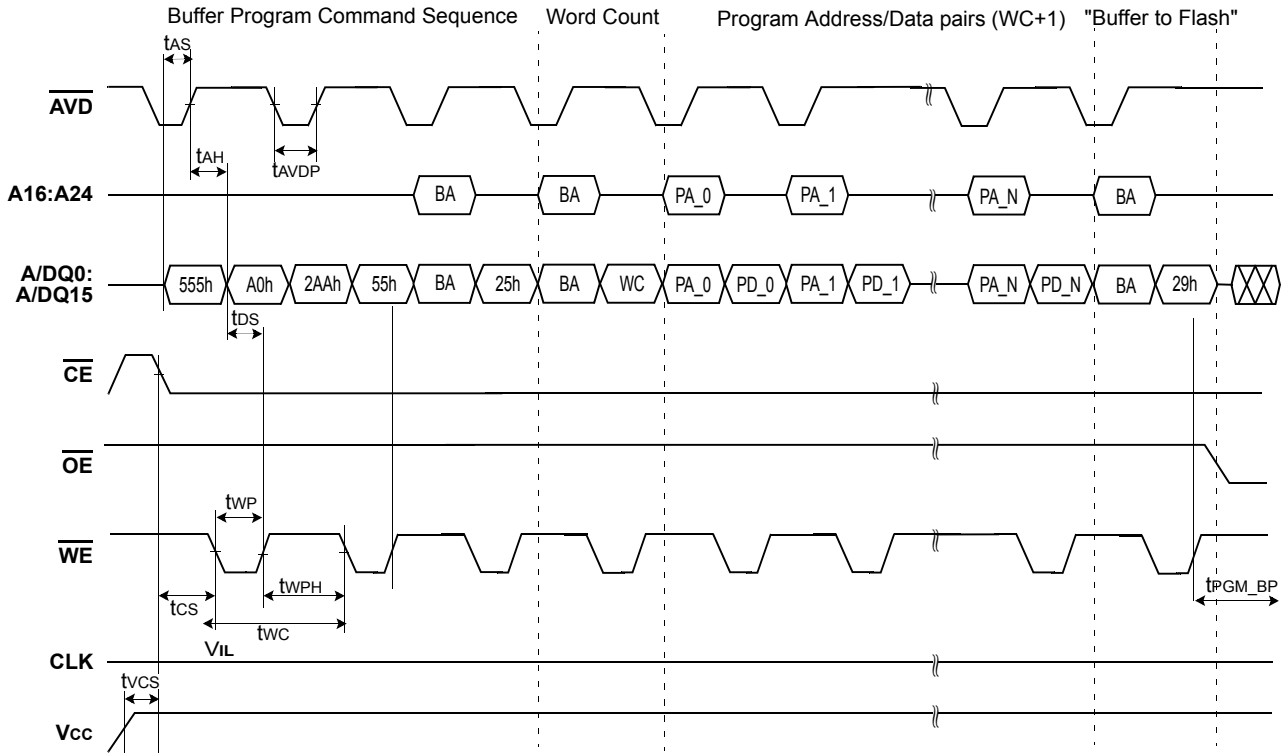 Buffer Program Command Sequence Word Count Program Address/Data pairs (WC+1) "Buffer to Flash"
tAS
AVD
tAH
tAVDP
A16:A24
BA BA PA_0 PA_1 PA_N BA
A/DQ0:
A/DQ15
555h A0h 2AAh 55h BA 25h BA WC PA_0 PD_0 PA_1 PD_1 PA_N PD_N BA 29h
tDS
CE
OE
tWP
WE
tCS
tWPH
tPGM_BP
tWC
VIL
CLK
tVCS
Vcc